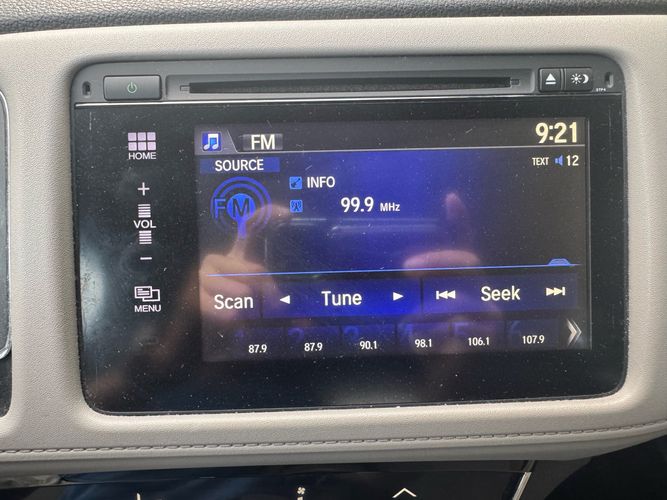 HOME
VOL
MENU
FM
9:21
SOURCE
TEXT 12
FM
INFO
99.9 MHz
Scan Tune Seek
87.9 87.9 90.1 98.1 106.1 107.9